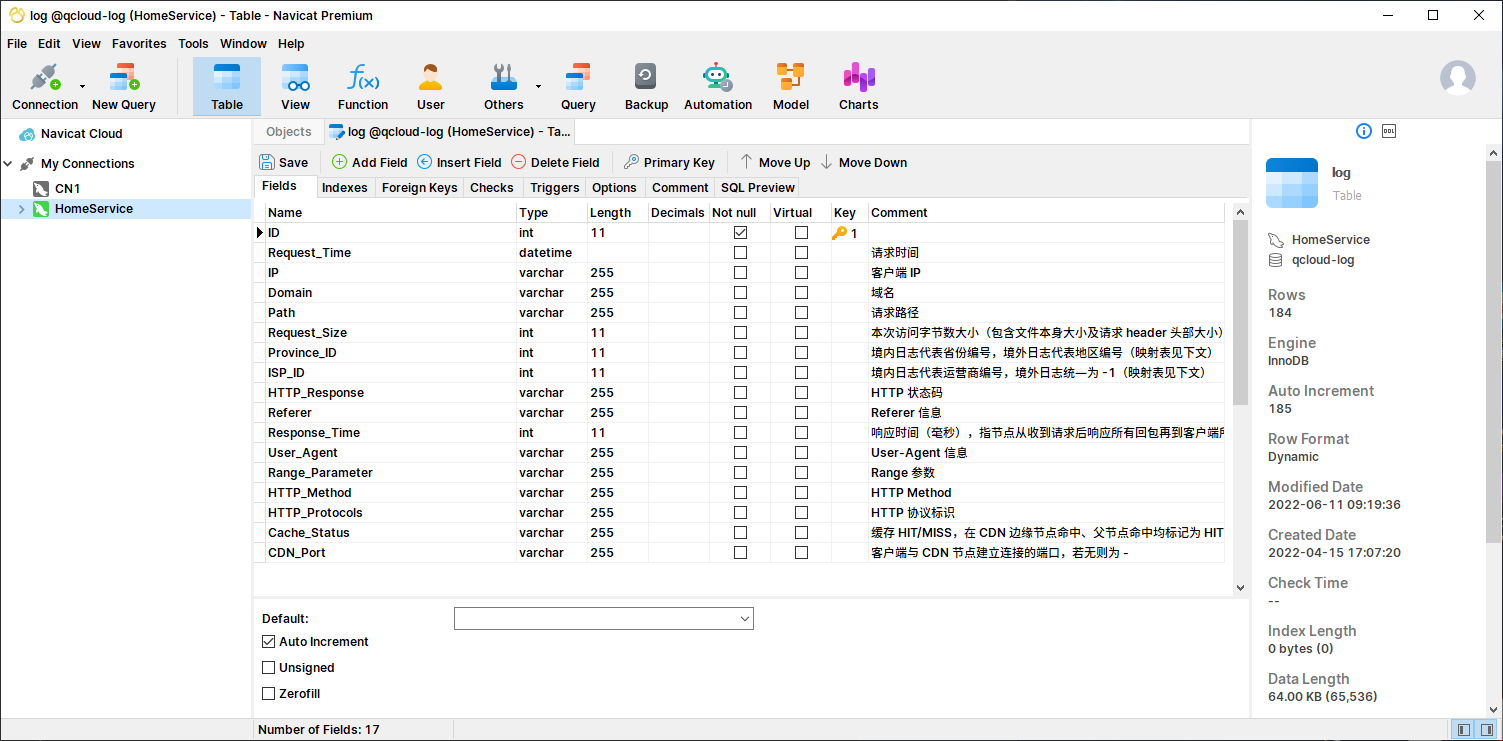 log @qcloud-log (HomeService) - Table - Navicat Premium
File Edit View Favorites Tools Window Help
Connection New Query Table View Function User Others Query Backup Automation Model Charts
Navicat Cloud
My Connections
CN1
HomeService
Objects log @qcloud-log (HomeService) - Ta...
Save Add Field Insert Field Delete Field Primary Key Move Up Move Down
Fields Indexes Foreign Keys Checks Triggers Options Comment SQL Preview
Name Type Length Decimals Not null Virtual Key Comment
ID int 11 1
Request_Time datetime 请求时间
IP varchar 255 客户端 IP
Domain varchar 255 域名
Path varchar 255 请求路径
Request_Size int 11 本次访问字节数大小（包含文件本身大小及请求 header 头部大小）
Province_ID int 11 境内日志代表省份编号，境外日志代表地区编号（映射表见下文）
ISP_ID int 11 境内日志代表运营商编号，境外日志统一为 -1（映射表见下文）
HTTP_Response varchar 255 HTTP 状态码
Referer varchar 255 Referer 信息
Response_Time int 11 响应时间（毫秒），指节点从收到请求后响应所有回包再到客户端所
User_Agent varchar 255 User-Agent 信息
Range_Parameter varchar 255 Range 参数
HTTP_Method varchar 255 HTTP Method
HTTP_Protocols varchar 255 HTTP 协议标识
Cache_Status varchar 255 缓存 HIT/MISS，在 CDN 边缘节点命中、父节点命中均标记为 HIT
CDN_Port varchar 255 客户端与 CDN 节点建立连接的端口，若无则为 -
Default:
Auto Increment
Unsigned
Zerofill
Number of Fields: 17
DDL
log
Table
HomeService
qcloud-log
Rows
184
Engine
InnoDB
Auto Increment
185
Row Format
Dynamic
Modified Date
2022-06-11 09:19:36
Created Date
2022-04-15 17:07:20
Check Time
--
Index Length
0 bytes (0)
Data Length
64.00 KB (65,536)